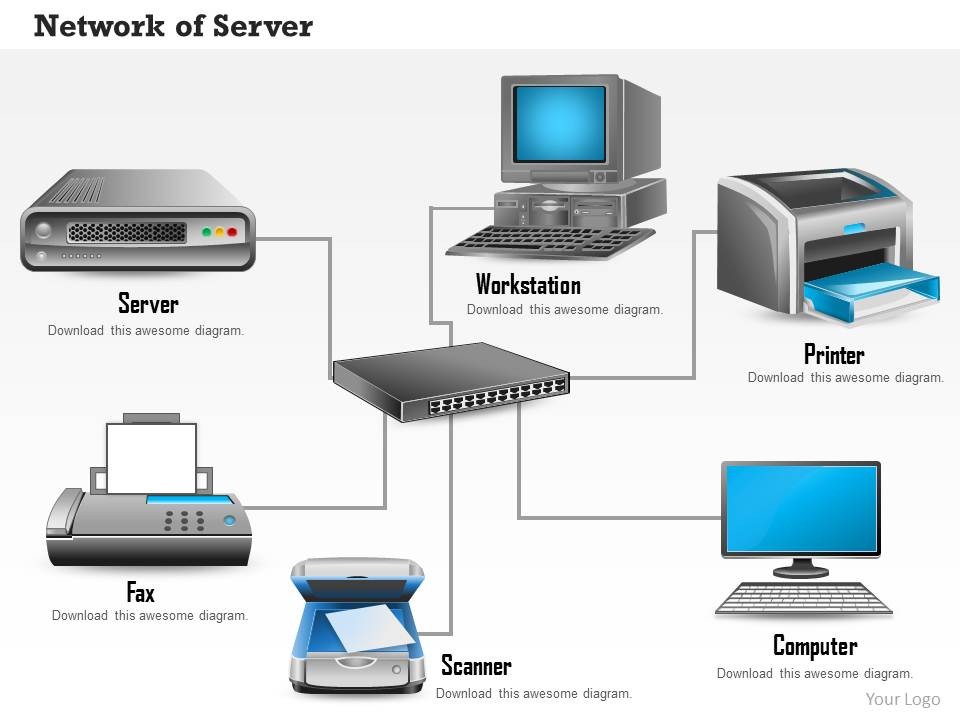 Network of Server
Server
Download this awesome diagram.
Workstation
Download this awesome diagram.
Printer
Download this awesome diagram.
Fax
Download this awesome diagram.
Scanner
Download this awesome diagram.
Computer
Download this awesome diagram.
Your Logo